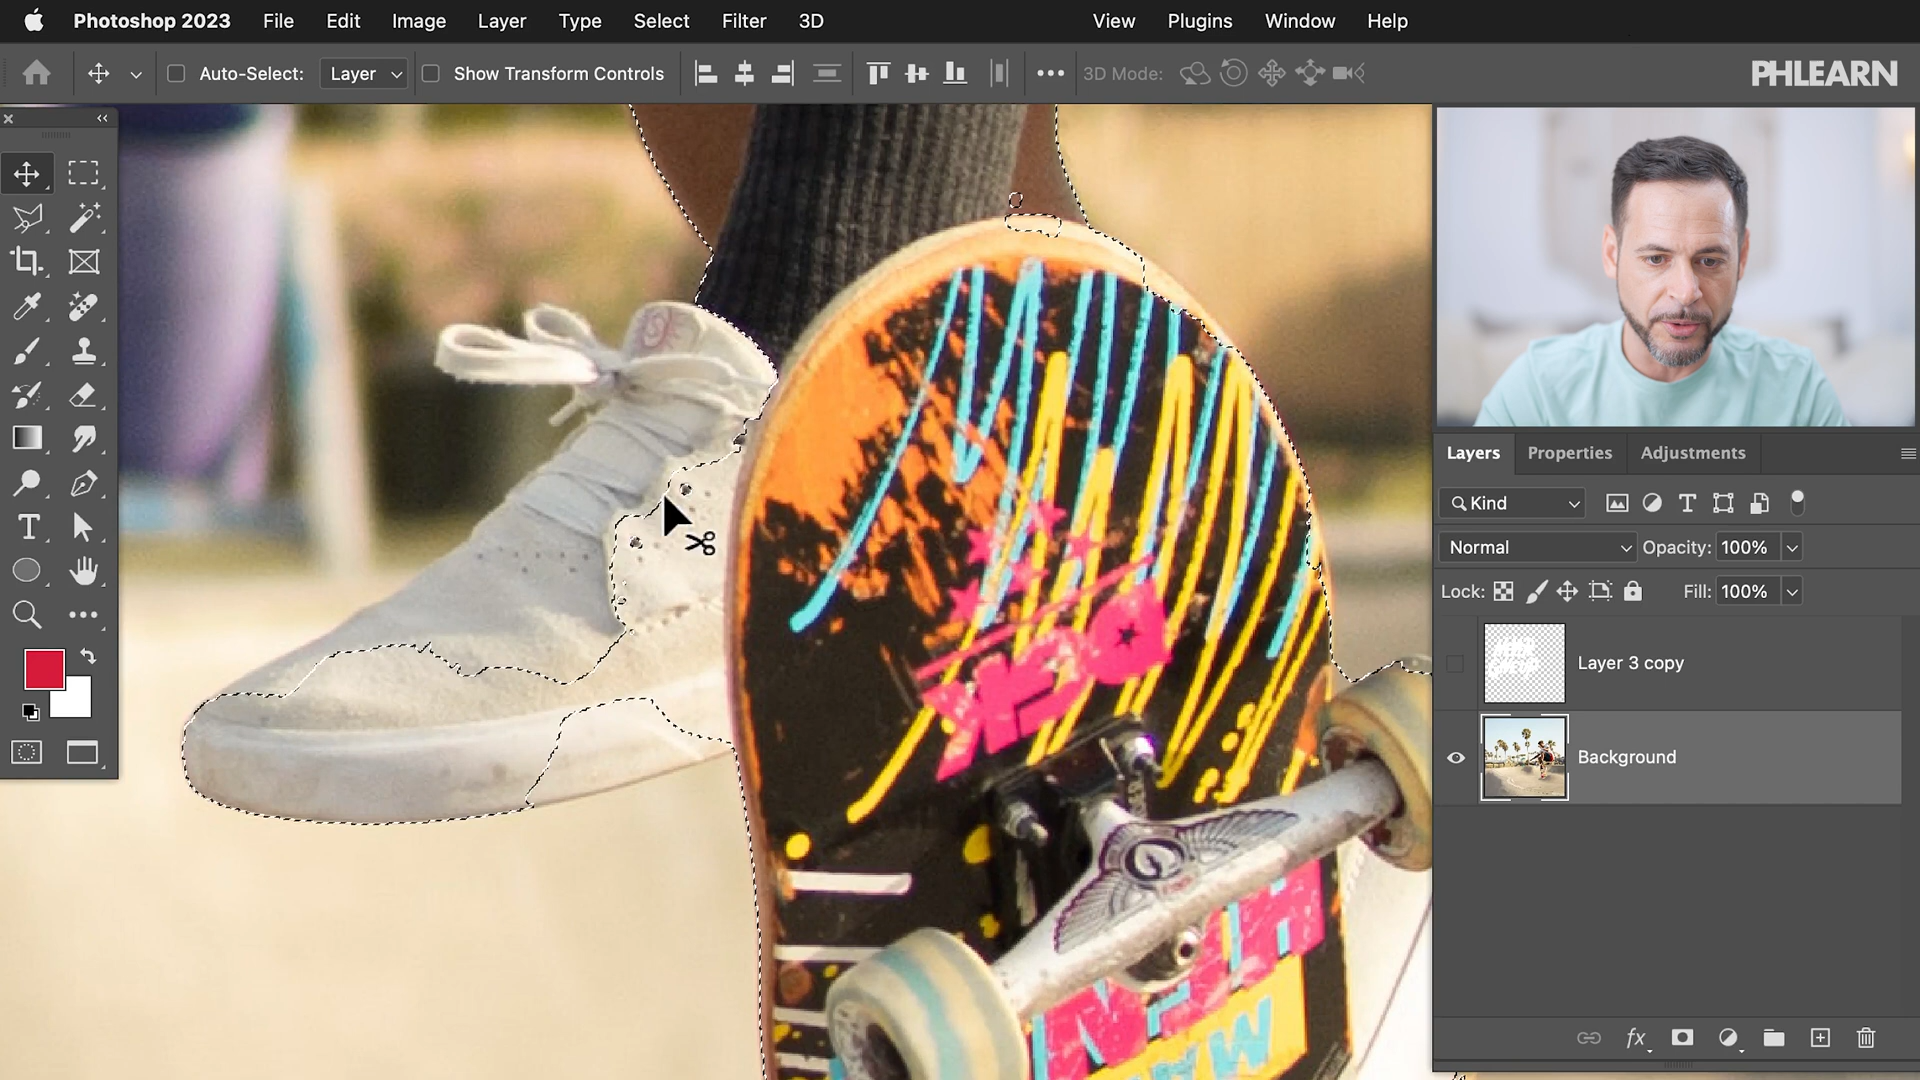 Photoshop 2023 File Edit Image Layer Type Select Filter 3D View Plugins Window Help
Auto-Select: Layer Show Transform Controls 3D Mode: PHLEARN
Layers Properties Adjustments
Kind
Normal Opacity: 100%
Lock: Fill: 100%
Layer 3 copy
Background